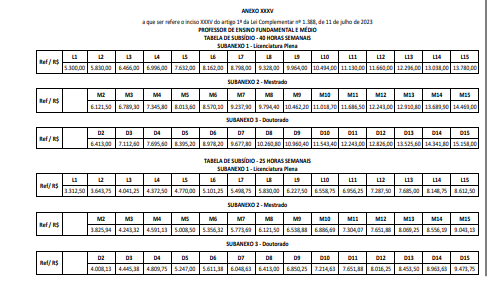 ANEXO XXXV
a que ser refere o inciso XXXV do artigo 1º da Lei Complementar nº 1.388, de 11 de julho de 2023
PROFESSOR DE ENSINO FUNDAMENTAL E MÉDIO
TABELA DE SUBSÍDIO - 40 HORAS SEMANAIS
SUBANEXO 1 - Licenciatura Plena
Ref / R$ L1 L2 L3 L4 L5 L6 L7 L8 L9 L10 L11 L12 L13 L14 L15
5.300,00 5.830,00 6.466,00 6.996,00 7.632,00 8.162,00 8.798,00 9.328,00 9.964,00 10.494,00 11.130,00 11.660,00 12.296,00 13.038,00 13.780,00
SUBANEXO 2 - Mestrado
Ref / R$ M2 M3 M4 M5 M6 M7 M8 M9 M10 M11 M12 M13 M14 M15
6.121,50 6.789,30 7.345,80 8.013,60 8.570,10 9.237,90 9.794,40 10.462,20 11.018,70 11.686,50 12.243,00 12.910,80 13.689,90 14.469,00
SUBANEXO 3 - Doutorado
Ref / R$ D2 D3 D4 D5 D6 D7 D8 D9 D10 D11 D12 D13 D14 D15
6.413,00 7.112,60 7.695,60 8.395,20 8.978,20 9.677,80 10.260,80 10.960,40 11.543,40 12.243,00 12.826,00 13.525,60 14.341,80 15.158,00
TABELA DE SUBSÍDIO - 25 HORAS SEMANAIS
SUBANEXO 1 - Licenciatura Plena
Ref/ R$ L1 L2 L3 L4 L5 L6 L7 L8 L9 L10 L11 L12 L13 L14 L15
3.312,50 3.643,75 4.041,25 4.372,50 4.770,00 5.101,25 5.498,75 5.830,00 6.227,50 6.558,75 6.956,25 7.287,50 7.685,00 8.148,75 8.612,50
SUBANEXO 2 - Mestrado
Ref/ R$ M2 M3 M4 M5 M6 M7 M8 M9 M10 M11 M12 M13 M14 M15
3.825,94 4.243,32 4.591,13 5.008,50 5.356,32 5.773,69 6.121,50 6.538,88 6.886,69 7.304,07 7.651,88 8.069,25 8.556,19 9.043,13
SUBANEXO 3 - Doutorado
Ref/ R$ D2 D3 D4 D5 D6 D7 D8 D9 D10 D11 D12 D13 D14 D15
4.008,13 4.445,38 4.809,75 5.247,00 5.611,38 6.048,63 6.413,00 6.850,25 7.214,63 7.651,88 8.016,25 8.453,50 8.963,63 9.473,75